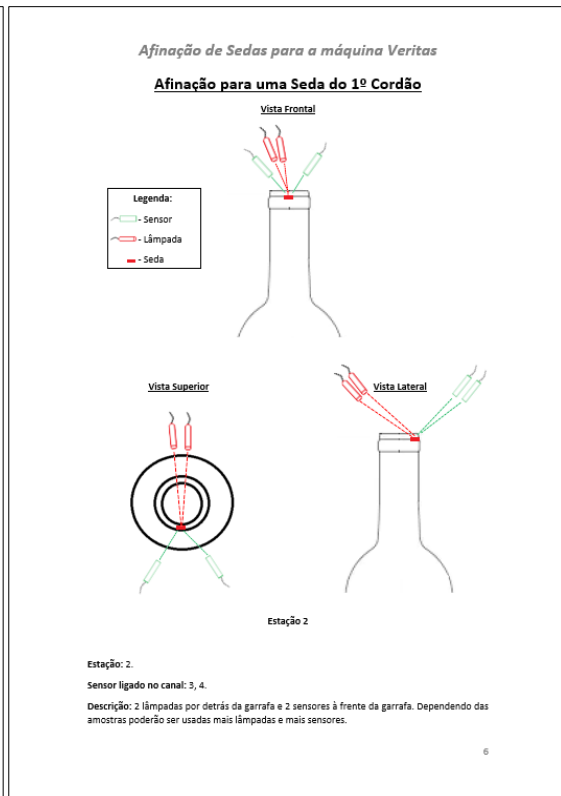 Afinação de Sedas para a máquina Veritas
Afinação para uma Seda do 1º Cordão
Vista Frontal
Legenda:
- Sensor
- Lâmpada
- Seda
Vista Superior
Vista Lateral
Estação 2
Estação: 2.
Sensor ligado no canal: 3, 4.
Descrição: 2 lâmpadas por detrás da garrafa e 2 sensores à frente da garrafa. Dependendo das
amostras poderão ser usadas mais lâmpadas e mais sensores.
6